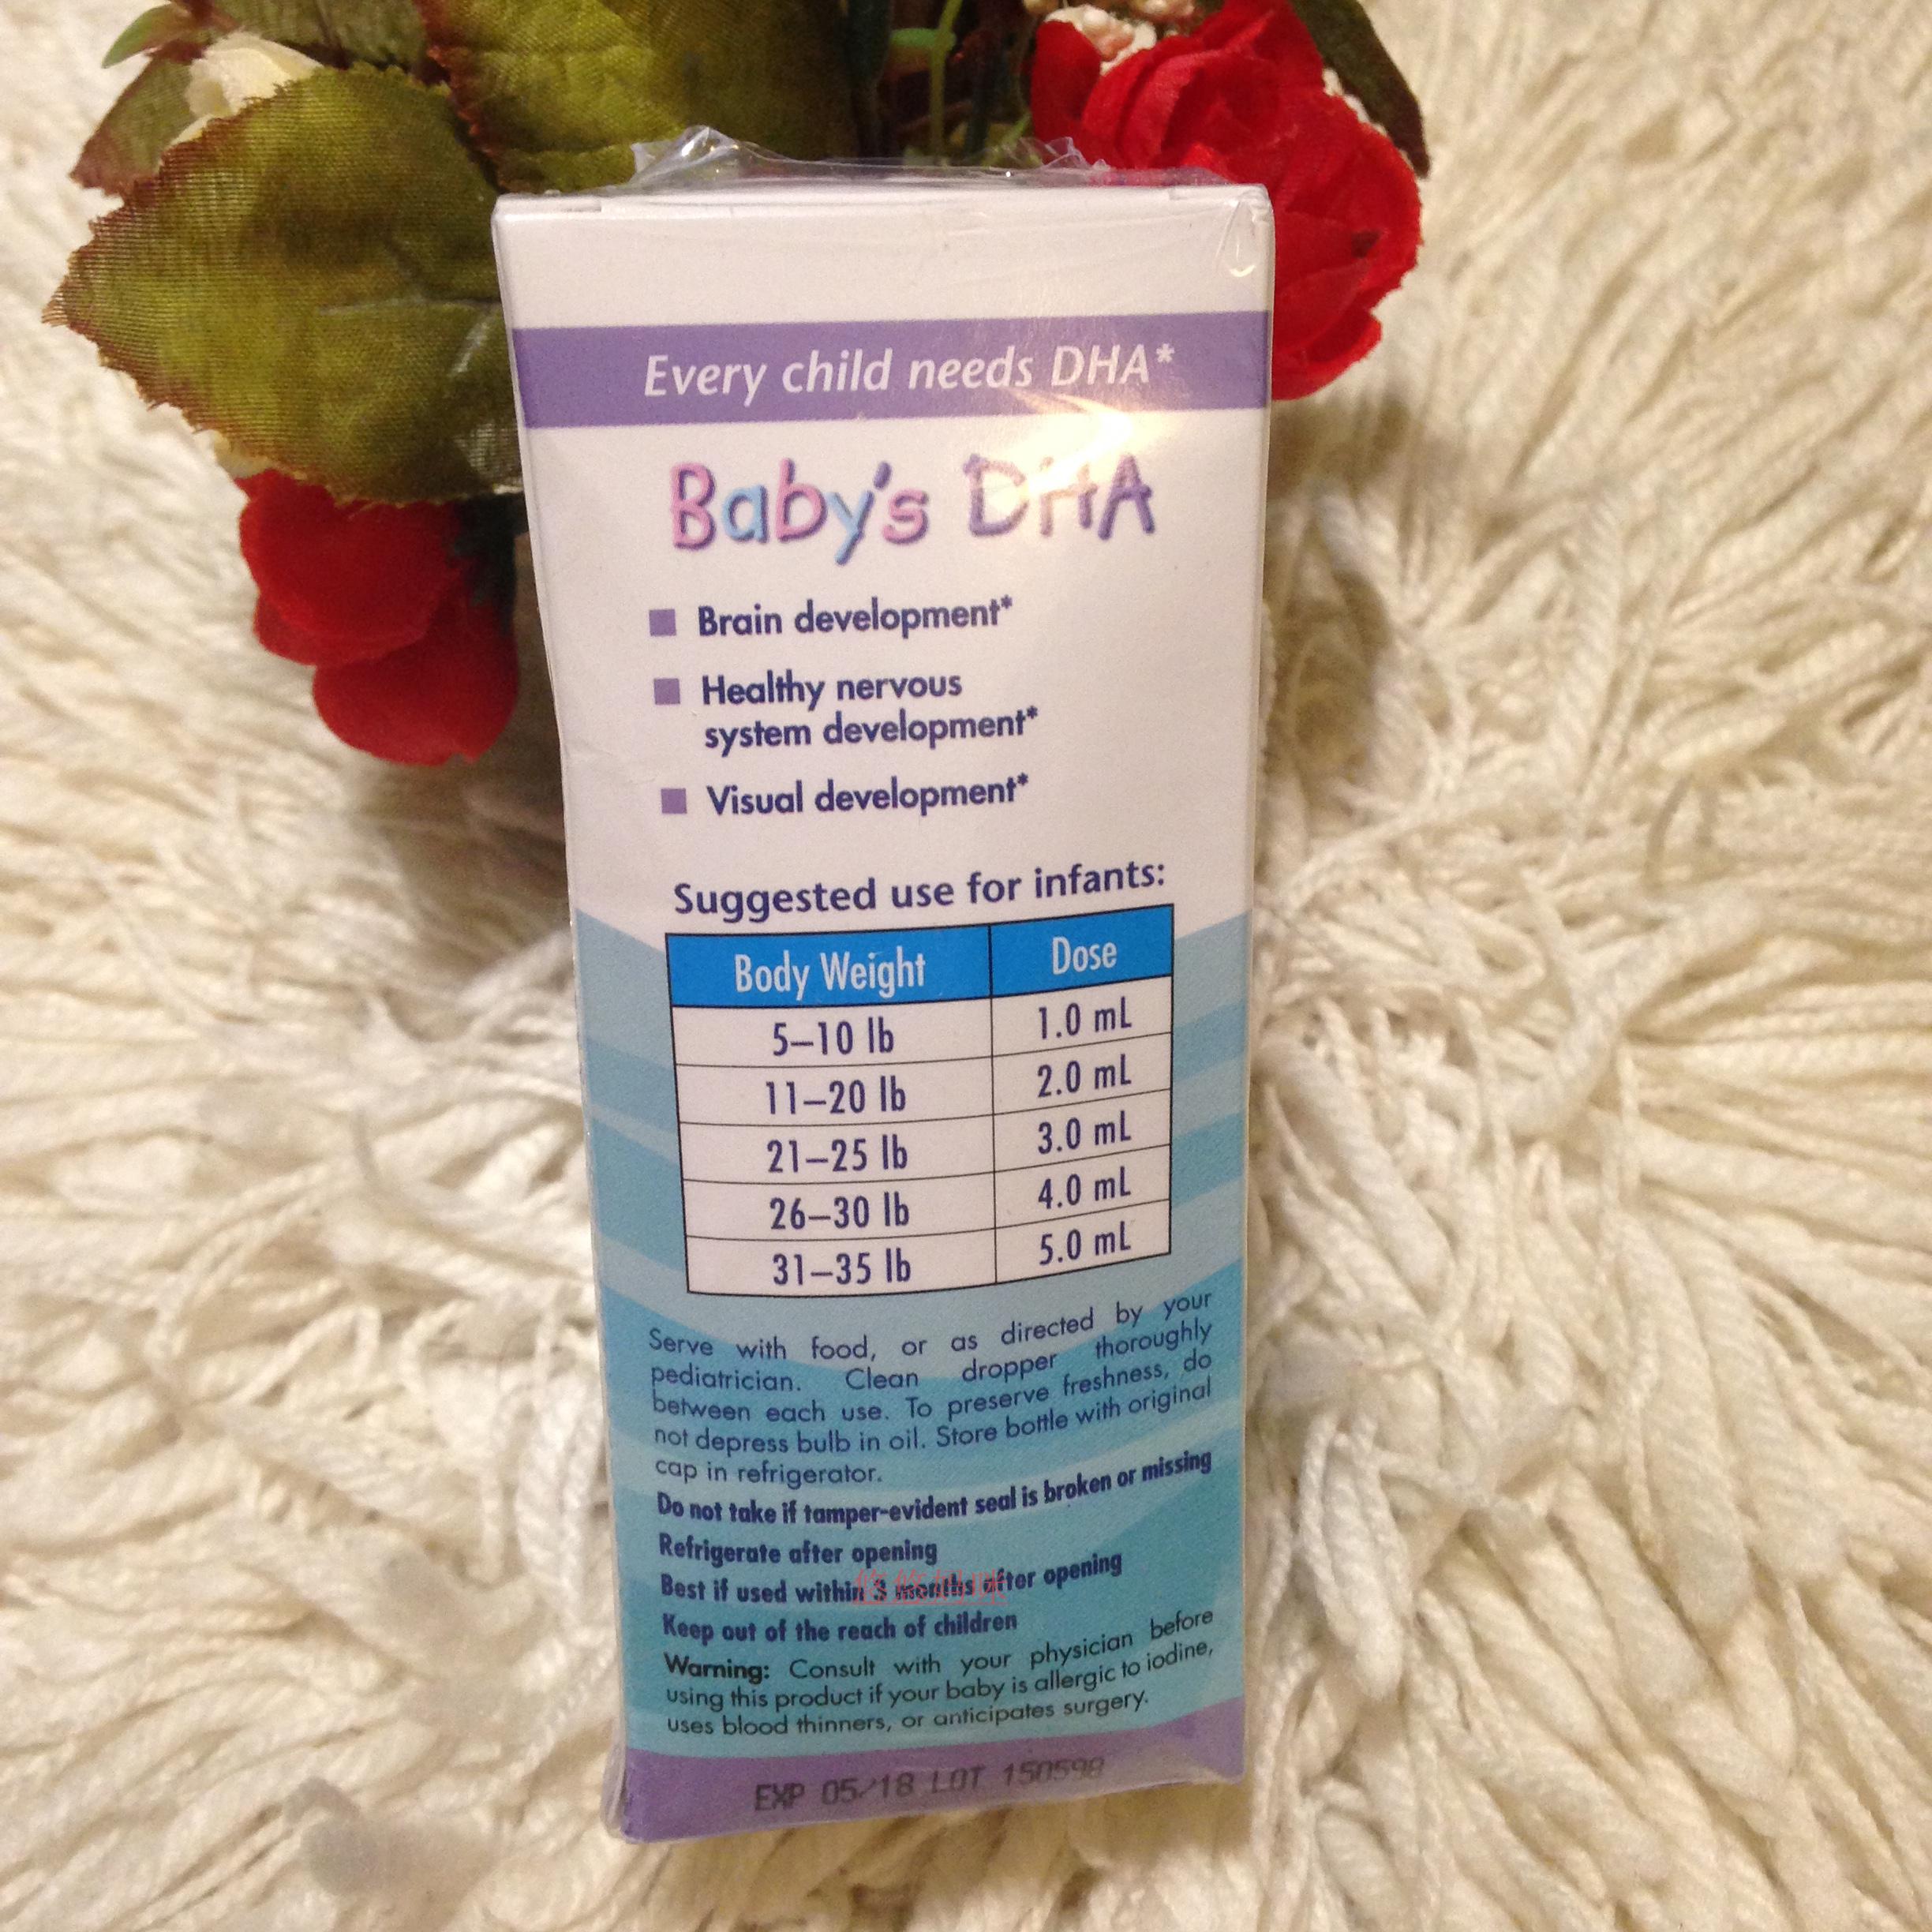 Every child needs DHA*
Baby's DHA
Brain development*
Healthy nervous
system development*
Visual development*
Suggested use for infants:
Body Weight Dose
5–10 lb 1.0 mL
11–20 lb 2.0 mL
21–25 lb 3.0 mL
26–30 lb 4.0 mL
31–35 lb 5.0 mL
Serve with food, or as directed by your
pediatrician. Clean dropper thoroughly
between each use. To preserve freshness, do
not depress bulb in oil. Store bottle with original
cap in refrigerator.
Do not take if tamper-evident seal is broken or missing
Refrigerate after opening
Best if used within 3 months after opening
悠悠妈咪
Keep out of the reach of children
Warning: Consult with your physician before
using this product if your baby is allergic to iodine,
uses blood thinners, or anticipates surgery.
EXP 05/18 LOT 150598